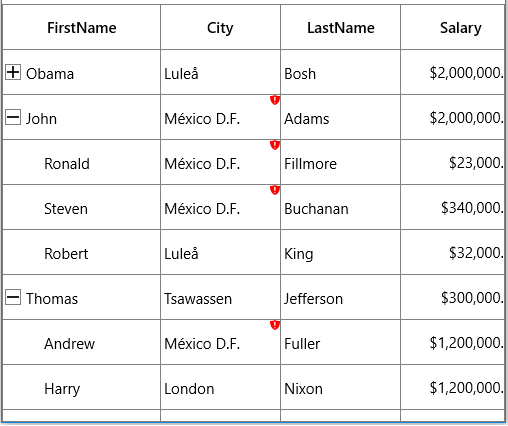 FirstName City LastName Salary
Obama Luleå Bosh $2,000,000.
John México D.F. Adams $2,000,000.
Ronald México D.F. Fillmore $23,000.
Steven México D.F. Buchanan $340,000.
Robert Luleå King $32,000.
Thomas Tsawassen Jefferson $300,000.
Andrew México D.F. Fuller $1,200,000.
Harry London Nixon $1,200,000.